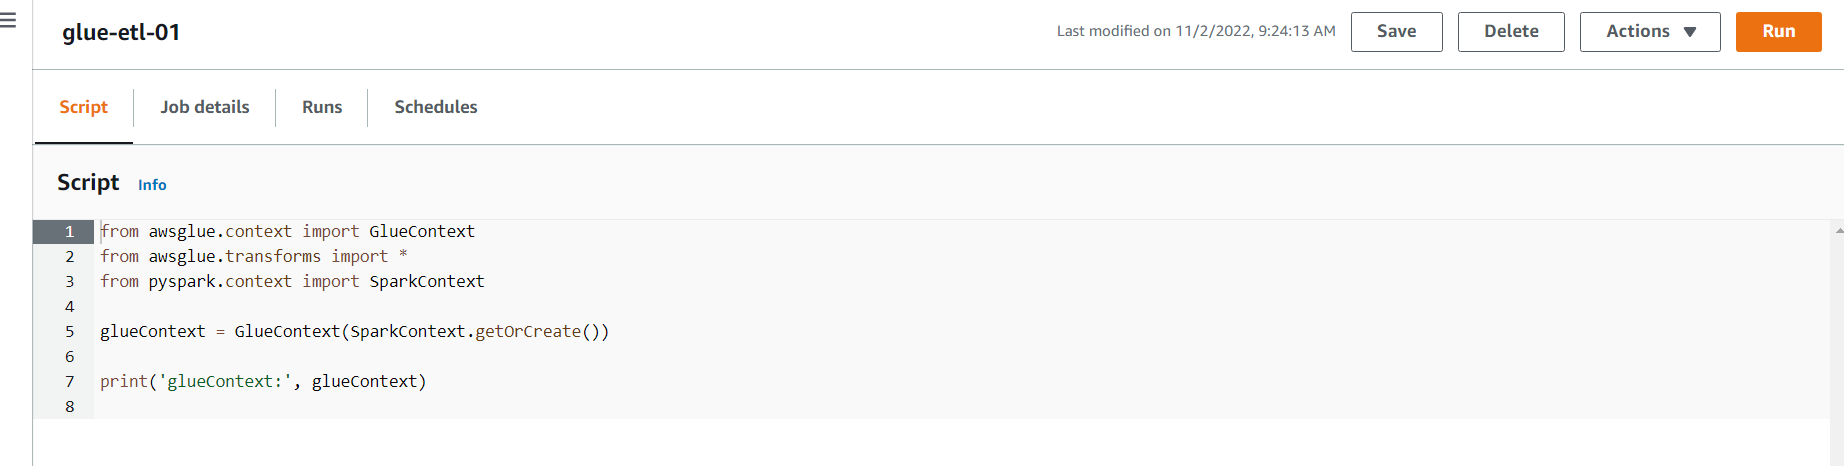 glue-etl-01
Last modified on 11/2/2022, 9:24:13 AM
Save
Delete
Actions
Run
Script
Job details
Runs
Schedules
Script Info
1 from awsglue.context import GlueContext
2 from awsglue.transforms import *
3 from pyspark.context import SparkContext
4
5 glueContext = GlueContext(SparkContext.getOrCreate())
6
7 print('glueContext:', glueContext)
8